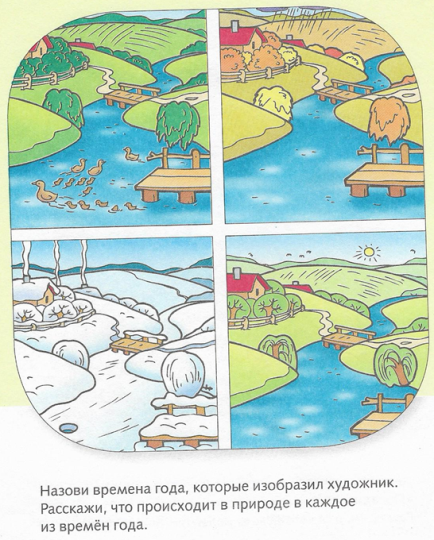 Назови времена года, которые изобразил художник.
Расскажи, что происходит в природе в каждое
из времён года.